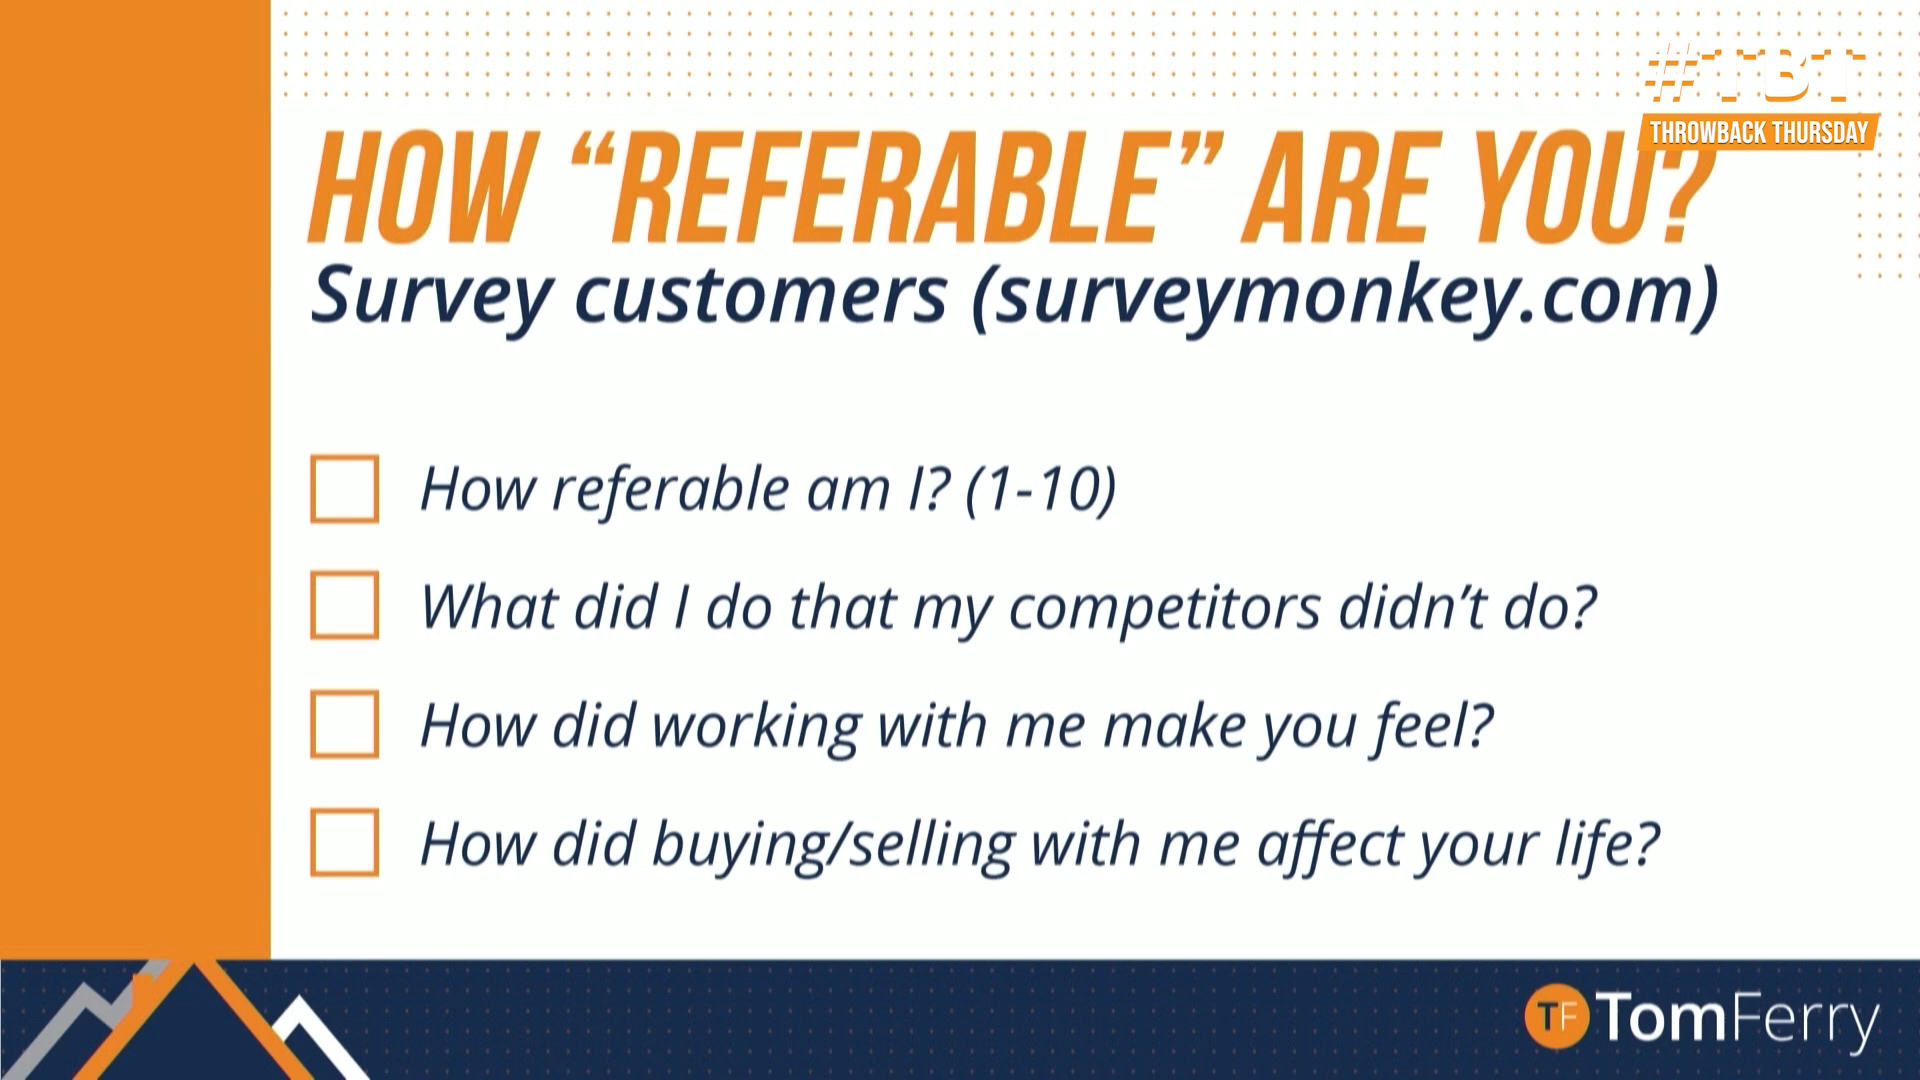 #TBT
THROWBACK THURSDAY
HOW “REFERABLE” ARE YOU?
Survey customers (surveymonkey.com)
How referable am I? (1-10)
What did I do that my competitors didn’t do?
How did working with me make you feel?
How did buying/selling with me affect your life?
TF TomFerry